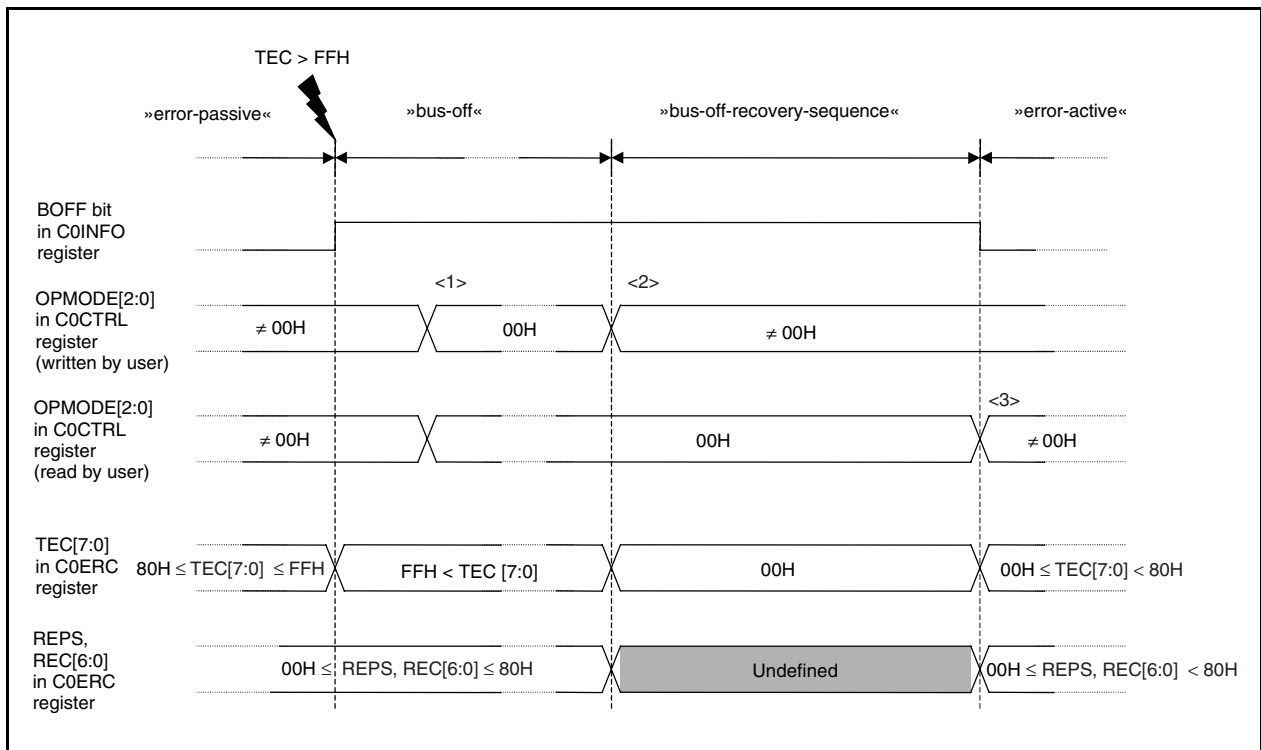 TEC > FFH
»error-passive«
»bus-off«
»bus-off-recovery-sequence«
»error-active«
BOFF bit
in C0INFO
register
<1>
<2>
OPMODE[2:0]
in C0CTRL
register
(written by user)
≠ 00H
00H
≠ 00H
<3>
OPMODE[2:0]
in C0CTRL
register
(read by user)
≠ 00H
00H
≠ 00H
TEC[7:0]
in C0ERC
register
80H ≤ TEC[7:0] ≤ FFH
FFH < TEC [7:0]
00H
00H ≤ TEC[7:0] < 80H
REPS,
REC[6:0]
in C0ERC
register
00H ≤ REPS, REC[6:0] ≤ 80H
Undefined
00H ≤ REPS, REC[6:0] < 80H